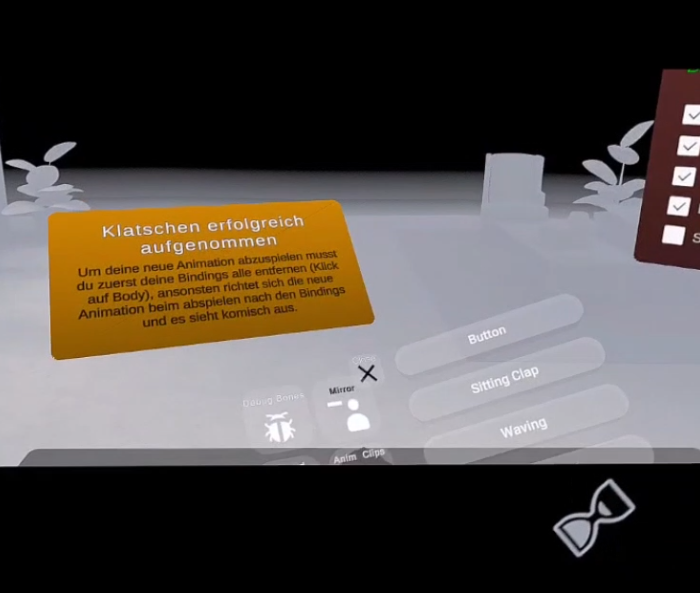 Klatschen erfolgreich
aufgenommen
Um deine neue Animation abzuspielen musst
du zuerst deine Bindings alle entfernen (Klick
auf Body), ansonsten richtet sich die neue
Animation beim abspielen nach den Bindings
und es sieht komisch aus.
Button
Sitting Clap
Waving
Mirror
Anim Clips